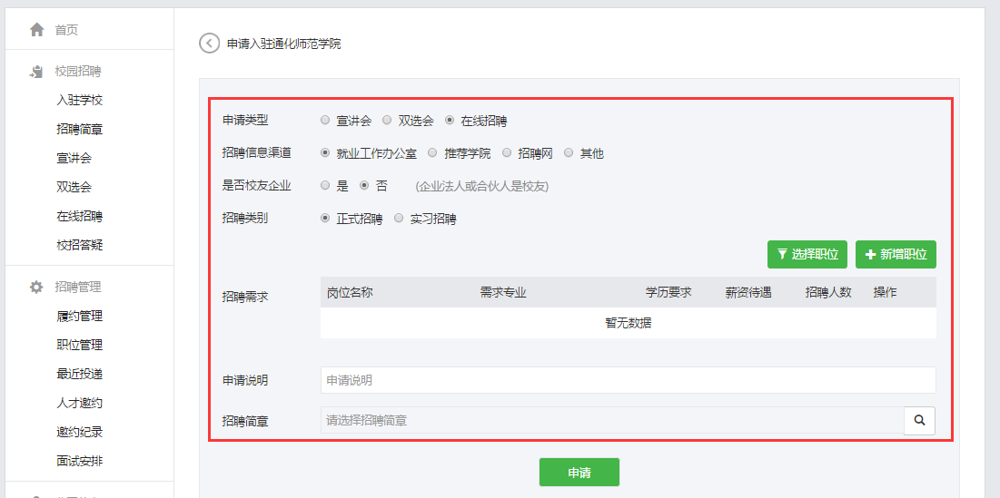 首页
校园招聘
入驻学校
招聘简章
宣讲会
双选会
在线招聘
校招答疑
招聘管理
履约管理
职位管理
最近投递
人才邀约
邀约纪录
面试安排
申请入驻通化师范学院
申请类型 宣讲会 双选会 在线招聘
招聘信息渠道 就业工作办公室 推荐学院 招聘网 其他
是否校友企业 是 否 (企业法人或合伙人是校友)
招聘类别 正式招聘 实习招聘
选择职位 新增职位
招聘需求 岗位名称 需求专业 学历要求 薪资待遇 招聘人数 操作
暂无数据
申请说明 申请说明
招聘简章 请选择招聘简章
申请